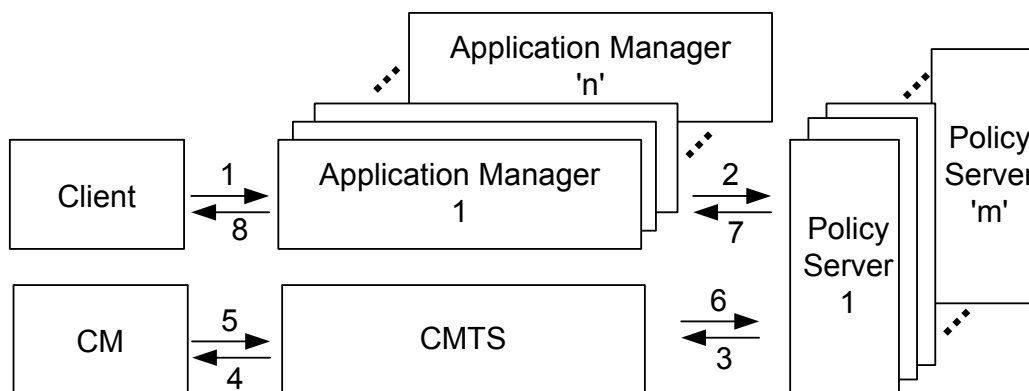 Application Manager
'n'
Policy
Server
'm'
Client
1
8
Application Manager
1
2
7
Policy
Server
1
CM
5
4
CMTS
6
3